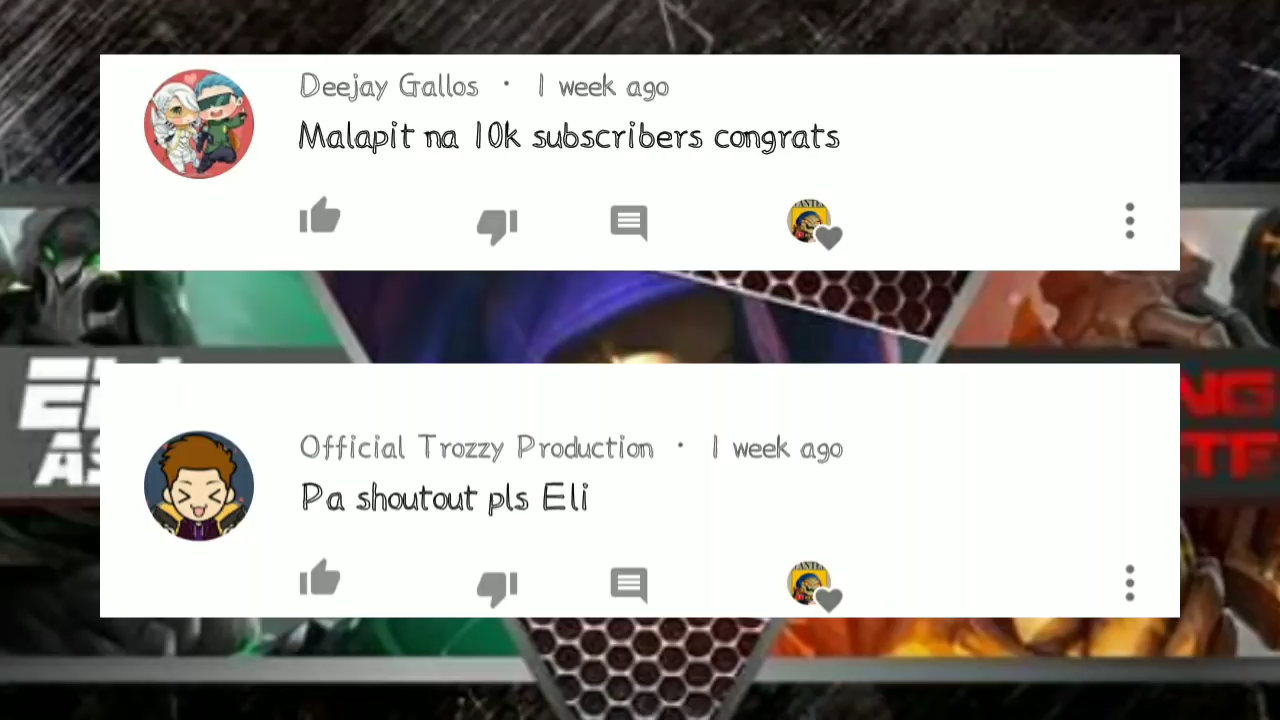 Deejay Gallos · 1 week ago
Malapit na 10k subscribers congrats
Official Trozzy Production · 1 week ago
Pa shoutout pls Eli